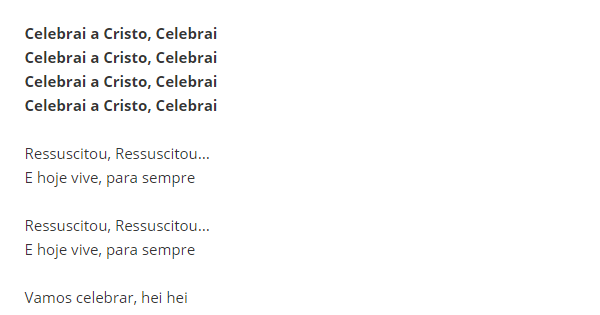 Celebrai a Cristo, Celebrai
Celebrai a Cristo, Celebrai
Celebrai a Cristo, Celebrai
Celebrai a Cristo, Celebrai
Ressuscitou, Ressuscitou...
E hoje vive, para sempre
Ressuscitou, Ressuscitou...
E hoje vive, para sempre
Vamos celebrar, hei hei